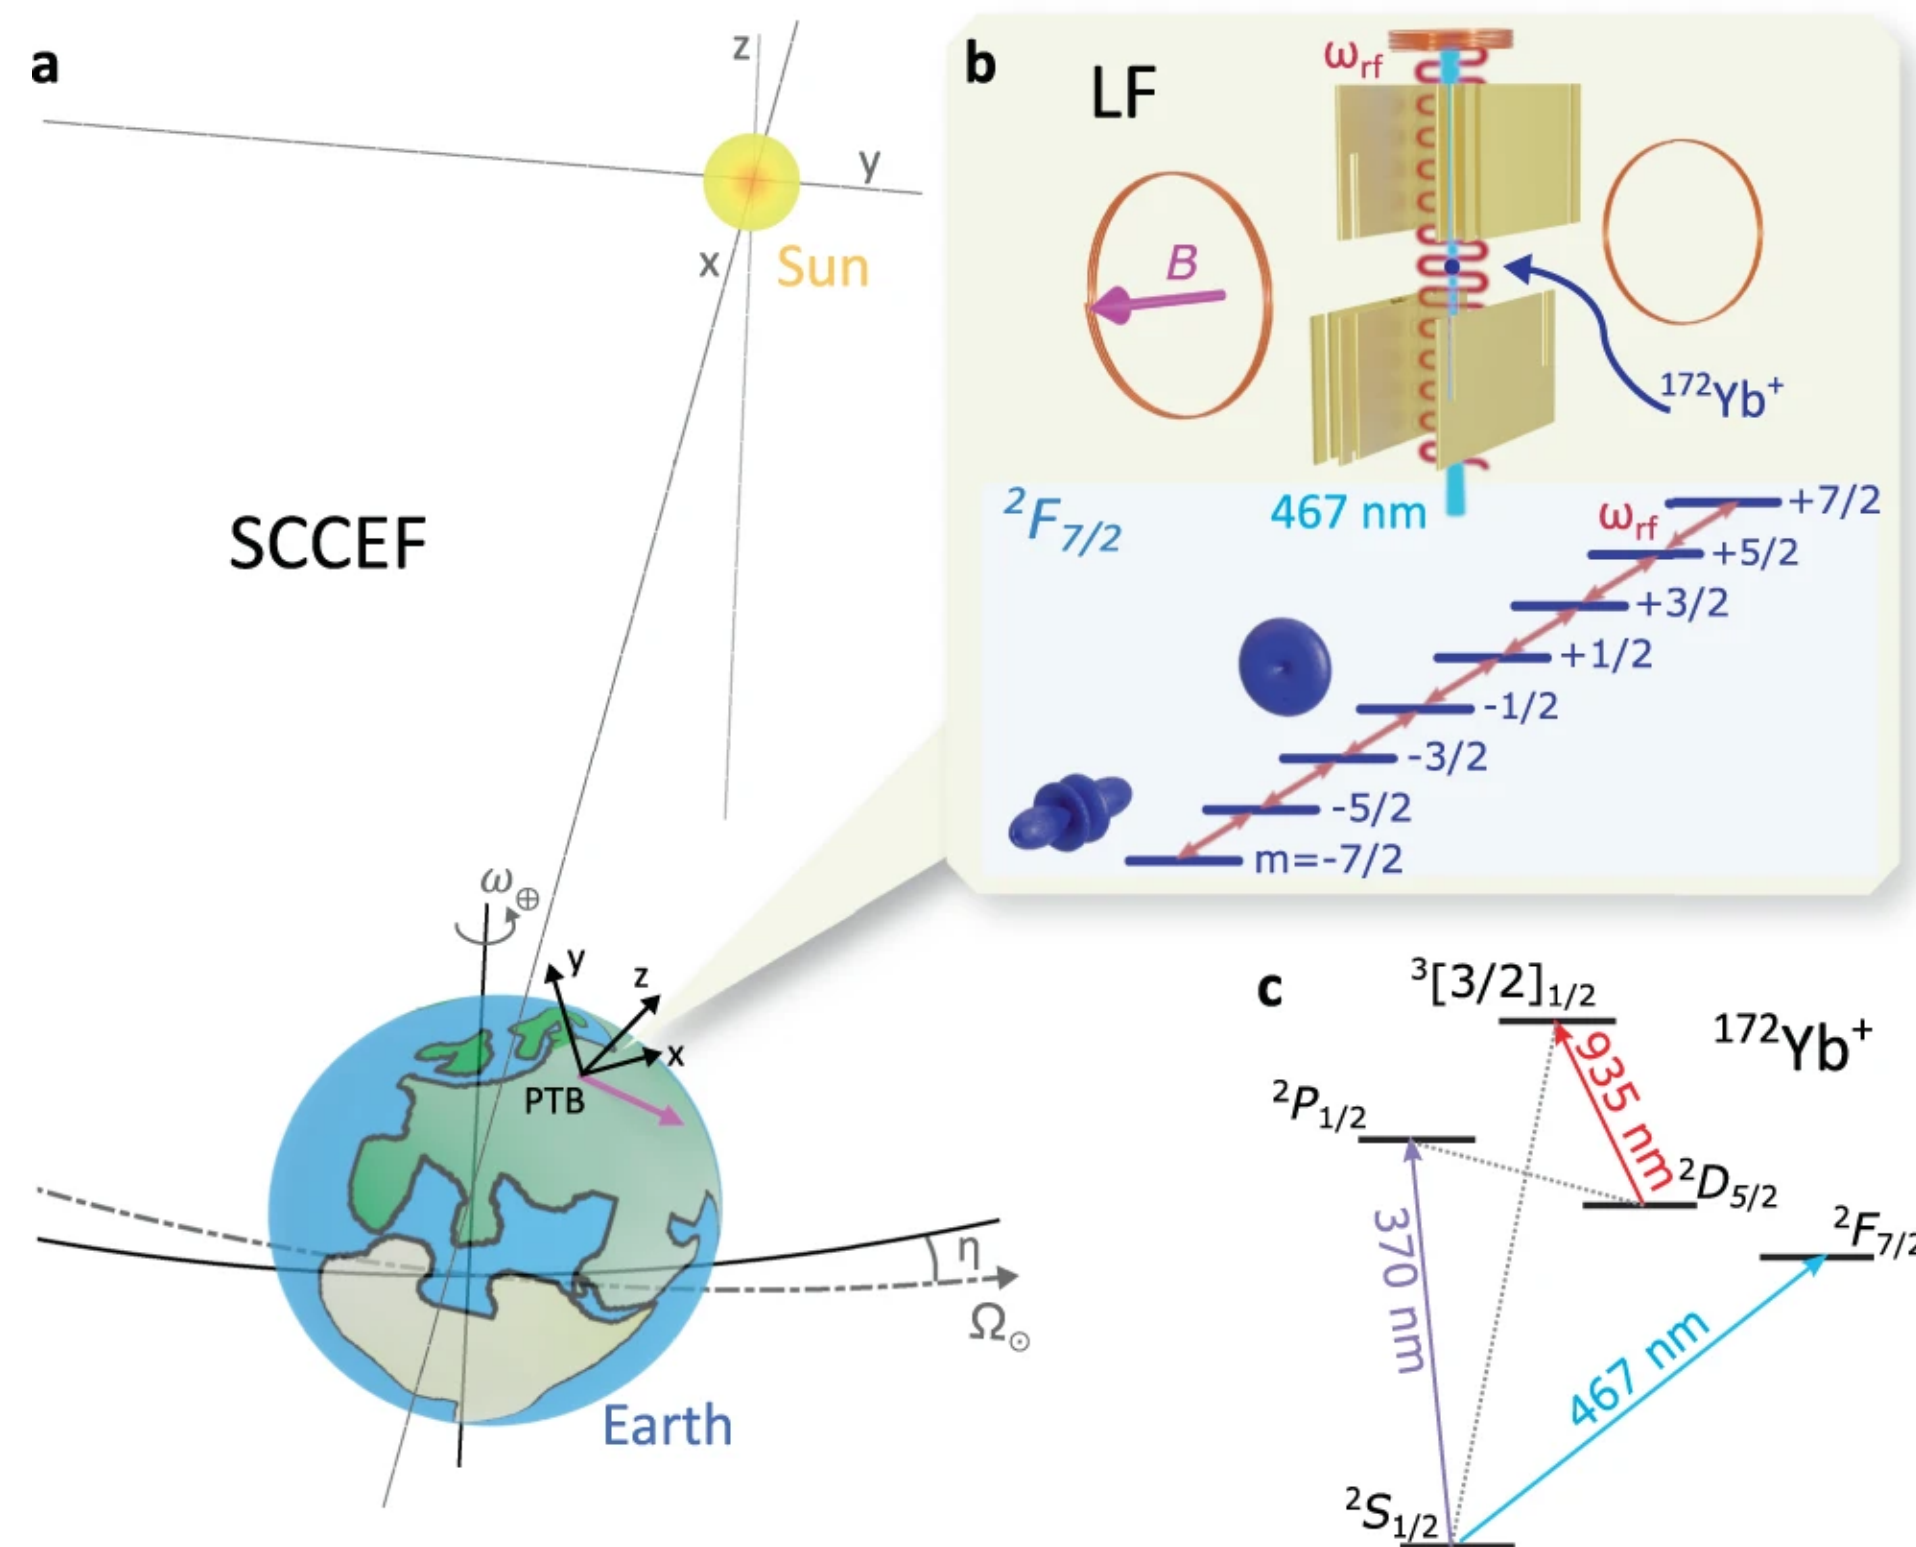 a
z
y
x
Sun
SCCEF
ω⊕
y
z
x
PTB
η
Ω⊙
Earth
b
LF
ωrf
B
¹⁷²Yb⁺
467 nm
²F7/2
ωrf
+7/2
+5/2
+3/2
+1/2
-1/2
-3/2
-5/2
m=-7/2
c
³[3/2]1/2
¹⁷²Yb⁺
²P1/2
935 nm
²D5/2
²F7/2
370 nm
467 nm
²S1/2